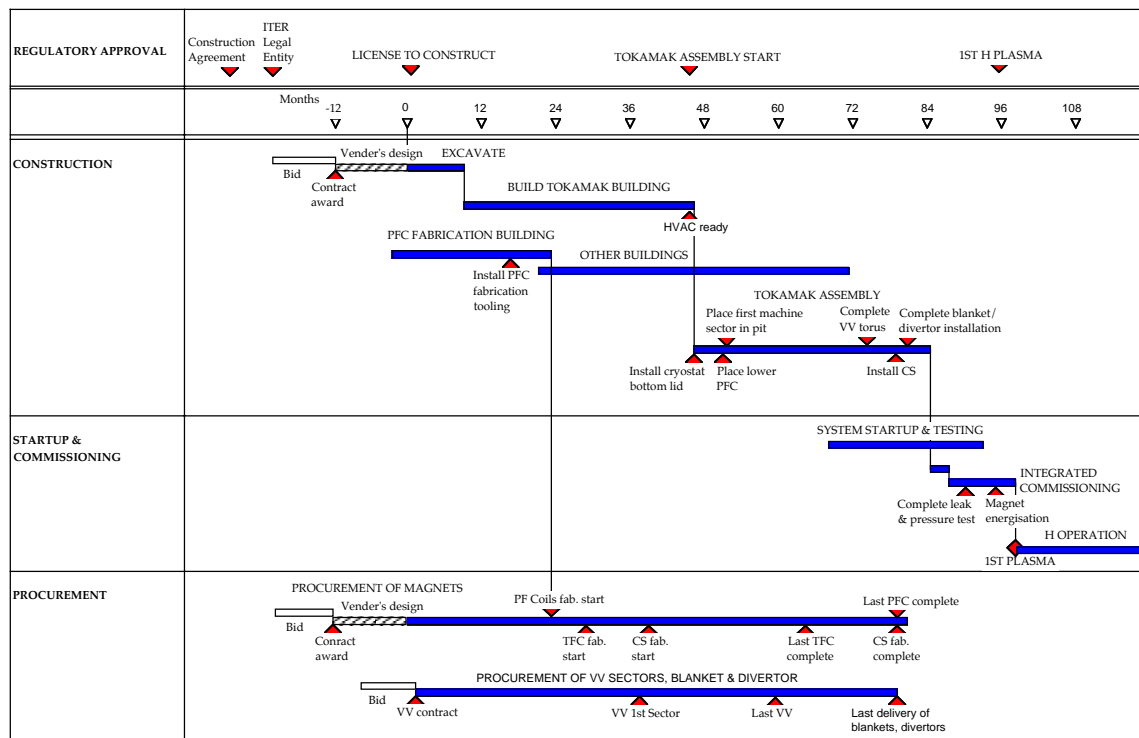 REGULATORY APPROVAL
Construction
Agreement
ITER
Legal
Entity
LICENSE TO CONSTRUCT
TOKAMAK ASSEMBLY START
1ST H PLASMA
Months
-12
0
12
24
36
48
60
72
84
96
108
CONSTRUCTION
Vender's design
EXCAVATE
Bid
Contract
award
BUILD TOKAMAK BUILDING
HVAC ready
PFC FABRICATION BUILDING
OTHER BUILDINGS
Install PFC
fabrication
tooling
TOKAMAK ASSEMBLY
Place first machine
sector in pit
Complete
VV torus
Complete blanket/
divertor installation
Install cryostat
bottom lid
Place lower
PFC
Install CS
STARTUP &
COMMISSIONING
SYSTEM STARTUP & TESTING
INTEGRATED
COMMISSIONING
Complete leak
& pressure test
Magnet
energisation
H OPERATION
1ST PLASMA
PROCUREMENT
PROCUREMENT OF MAGNETS
Vender's design
PF Coils fab. start
Last PFC complete
Bid
Conract
award
TFC fab.
start
CS fab.
start
Last TFC
complete
CS fab.
complete
PROCUREMENT OF VV SECTORS, BLANKET & DIVERTOR
Bid
VV contract
VV 1st Sector
Last VV
Last delivery of
blankets, divertors